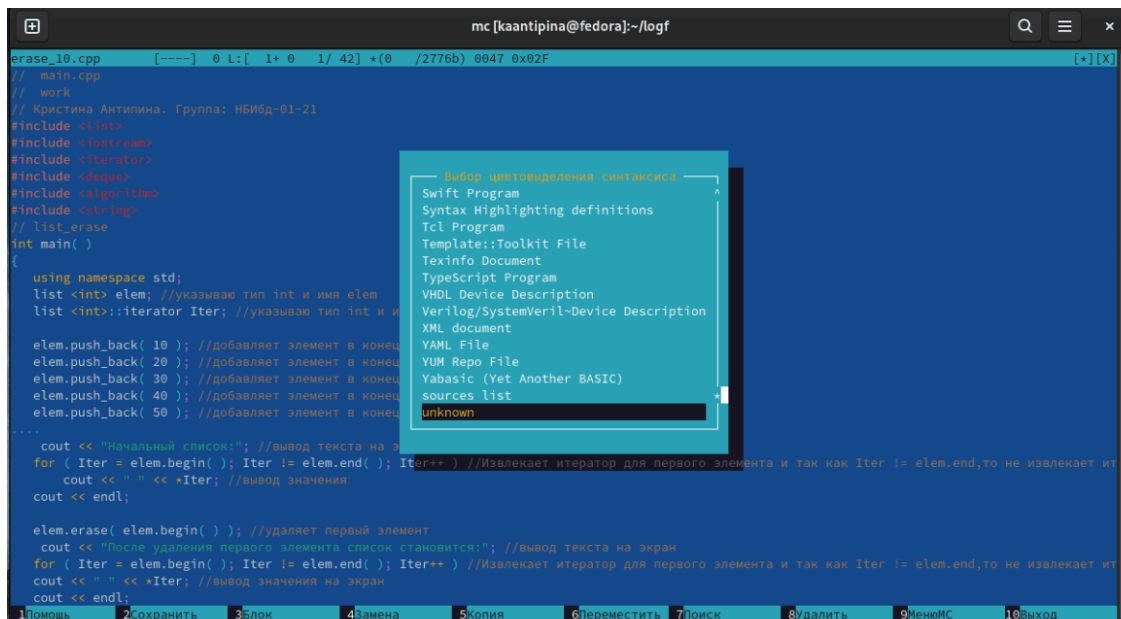 mc [kaantipina@fedora]:~/logf
erase_10.cpp [----] 0 L:[ 1+ 0 1/ 42] *(0 /2776b) 0047 0x02F [*][X]
// main.cpp
// work
// Кристина Антипина. Группа: НБИбд-01-21
#include <list>
#include <iostream>
#include <iterator>
#include <deque>
#include <algorithm>
#include <string>
// list_erase
int main( )
{
using namespace std;
list <int> elem; //указываю тип int и имя elem
list <int>::iterator Iter; //указываю тип int и и
elem.push_back( 10 ); //добавляет элемент в конец
elem.push_back( 20 ); //добавляет элемент в конец
elem.push_back( 30 ); //добавляет элемент в конец
elem.push_back( 40 ); //добавляет элемент в конец
elem.push_back( 50 ); //добавляет элемент в конец
....
cout << "Начальный список:"; //вывод текста на э
for ( Iter = elem.begin( ); Iter != elem.end( ); Iter++ ) //Извлекает итератор для первого элемента и так как Iter != elem.end,то не извлекает ит
cout << " " << *Iter; //вывод значения
cout << endl;
elem.erase( elem.begin( ) ); //удаляет первый элемент
cout << "После удаления первого элемента список становится:"; //вывод текста на экран
for ( Iter = elem.begin( ); Iter != elem.end( ); Iter++ ) //Извлекает итератор для первого элемента и так как Iter != elem.end,то не извлекает ит
cout << " " << *Iter; //вывод значения на экран
cout << endl;
Выбор цветовыделения синтаксиса
Swift Program
Syntax Highlighting definitions
Tcl Program
Template::Toolkit File
Texinfo Document
TypeScript Program
VHDL Device Description
Verilog/SystemVeril~Device Description
XML document
YAML File
YUM Repo File
Yabasic (Yet Another BASIC)
sources list
unknown
1Помощь 2Сохранить 3Блок 4Замена 5Копия 6Переместить 7Поиск 8Удалить 9МенюМС 10Выход